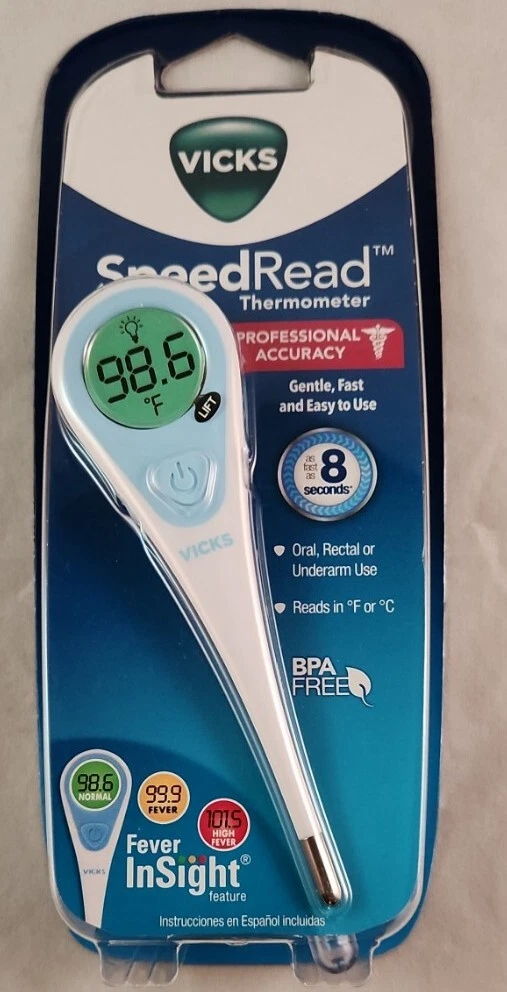 VICKS
SpeedRead™
Thermometer
PROFESSIONAL
ACCURACY
98.6
°F
LIFT
Gentle, Fast
and Easy to Use
as
fast
as
8
seconds*
VICKS
Oral, Rectal or
Underarm Use
Reads in °F or °C
BPA
FREE
98.6
NORMAL
99.9
FEVER
101.5
HIGH
FEVER
VICKS
Fever
InSight®
feature
Instrucciones en Español incluidas